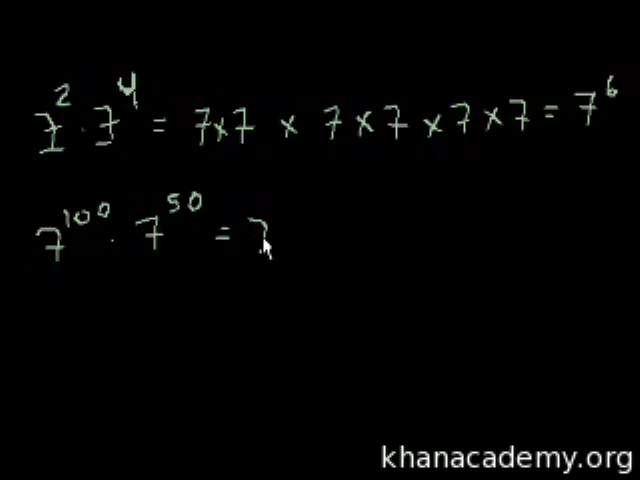 7² · 7⁴ = 7×7 × 7×7×7×7 = 7⁶
7¹⁰⁰ · 7⁵⁰ = 7
khanacademy.org